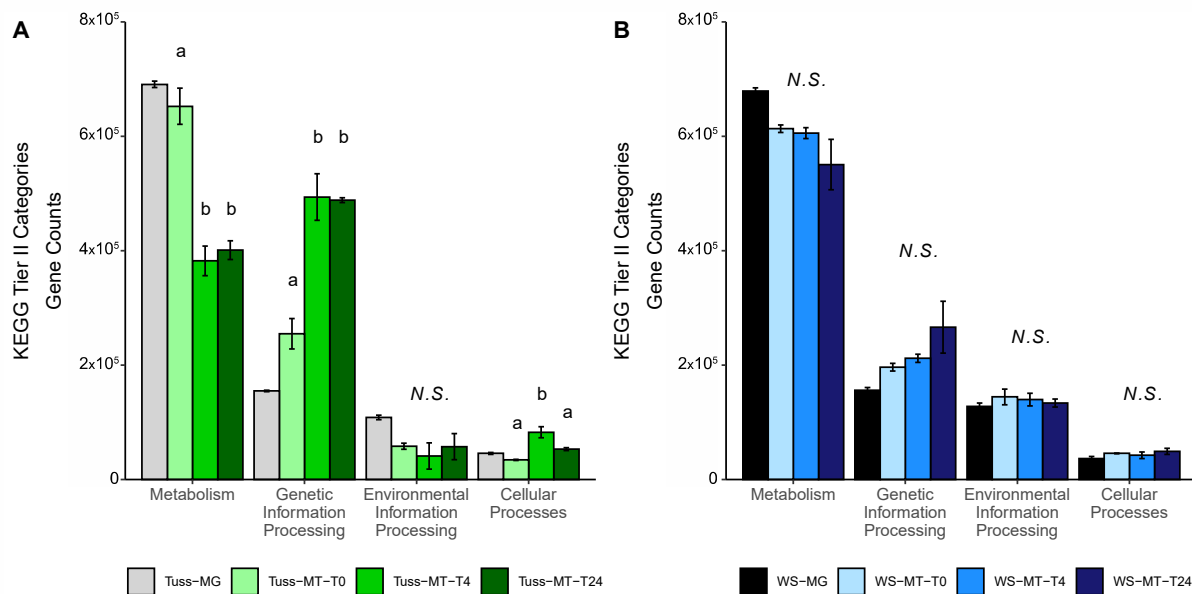 A
KEGG Tier II Categories
Gene Counts
8x10⁵
6x10⁵
4x10⁵
2x10⁵
0
a
b b
a
b b
N.S.
a
b
a
Metabolism
Genetic
Information
Processing
Environmental
Information
Processing
Cellular
Processes
Tuss−MG Tuss−MT−T0 Tuss−MT−T4 Tuss−MT−T24
B
KEGG Tier II Categories
Gene Counts
8x10⁵
6x10⁵
4x10⁵
2x10⁵
0
N.S.
N.S.
N.S.
N.S.
Metabolism
Genetic
Information
Processing
Environmental
Information
Processing
Cellular
Processes
WS−MG WS−MT−T0 WS−MT−T4 WS−MT−T24